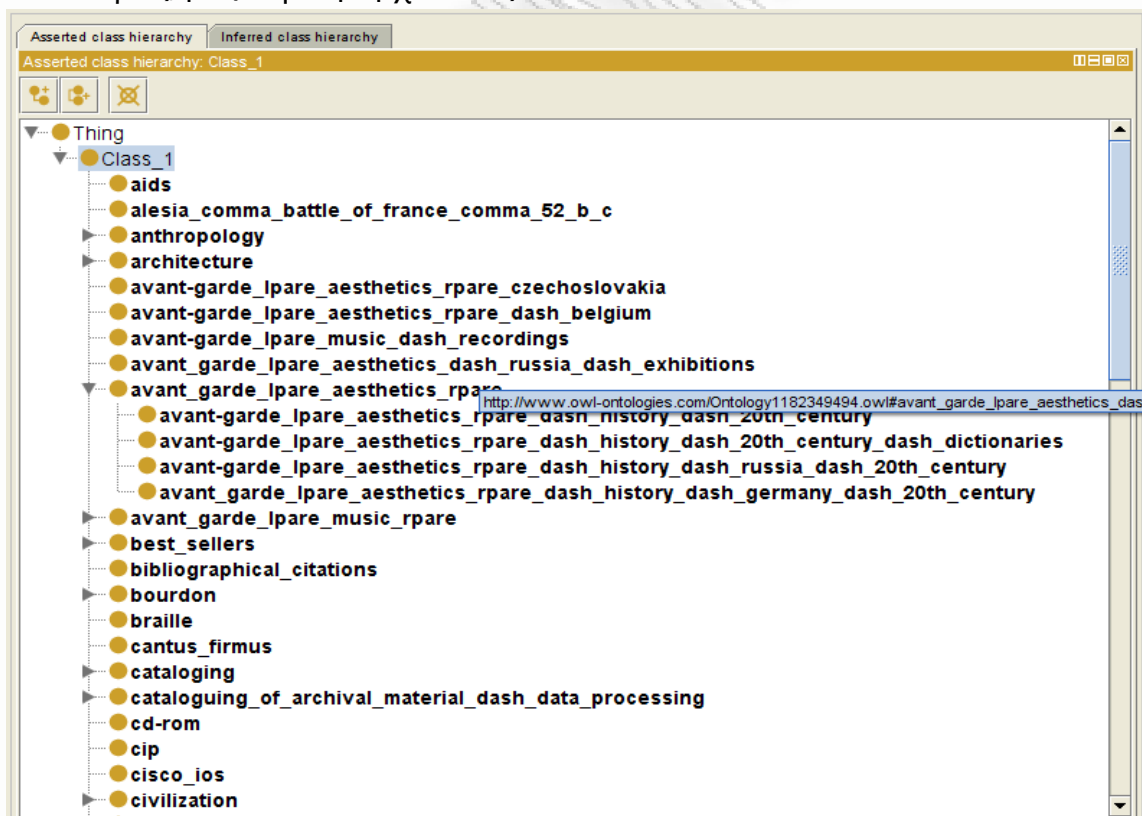 Asserted class hierarchy Inferred class hierarchy
Asserted class hierarchy: Class_1
Thing
Class_1
aids
alesia_comma_battle_of_france_comma_52_b_c
anthropology
architecture
avant-garde_lpare_aesthetics_rpare_czechoslovakia
avant-garde_lpare_aesthetics_rpare_dash_belgium
avant-garde_lpare_music_dash_recordings
avant_garde_lpare_aesthetics_dash_russia_dash_exhibitions
avant_garde_lpare_aesthetics_rpare
http://www.owl-ontologies.com/Ontology1182349494.owl#avant_garde_lpare_aesthetics_das
avant-garde_lpare_aesthetics_rpare_dash_history_dash_20th_century
avant-garde_lpare_aesthetics_rpare_dash_history_dash_20th_century_dash_dictionaries
avant-garde_lpare_aesthetics_rpare_dash_history_dash_russia_dash_20th_century
avant_garde_lpare_aesthetics_rpare_dash_history_dash_germany_dash_20th_century
avant_garde_lpare_music_rpare
best_sellers
bibliographical_citations
bourdon
braille
cantus_firmus
cataloging
cataloguing_of_archival_material_dash_data_processing
cd-rom
cip
cisco_ios
civilization